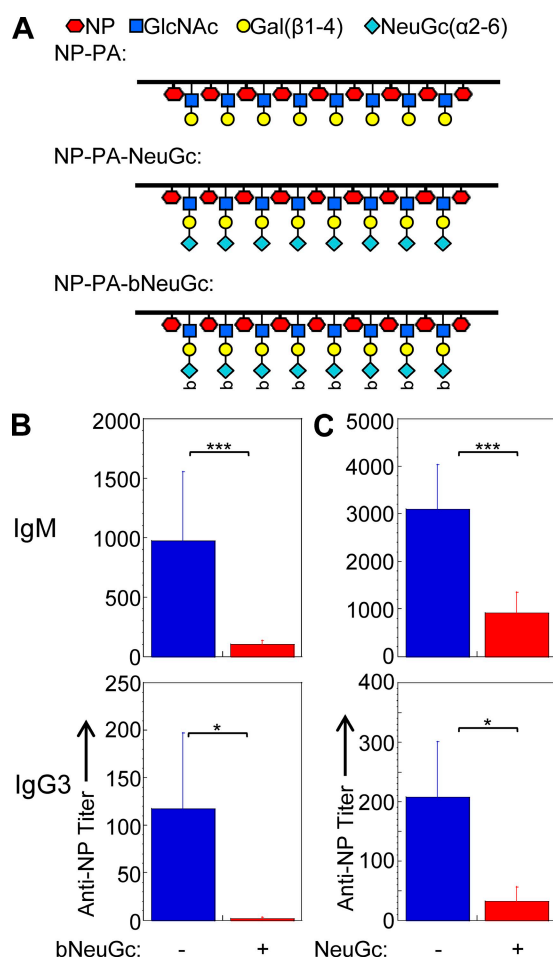 A
NP GlcNAc Gal(β1-4) NeuGc(α2-6)
NP-PA:
NP-PA-NeuGc:
NP-PA-bNeuGc:
b b b b b b b b
B C
2000
1500
1000
500
0
***
IgM
5000
4000
3000
2000
1000
0
***
250
200
150
100
50
0
*
IgG3
Anti-NP Titer
400
300
200
100
0
*
Anti-NP Titer
bNeuGc: - +
NeuGc: - +